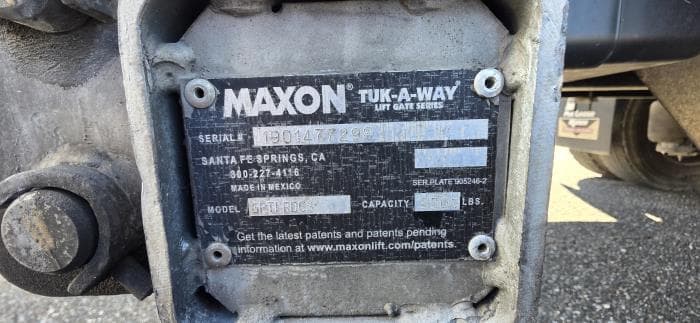 MAXON® TUK-A-WAY®
LIFT GATE SERIES
SERIAL#
SANTA FE SPRINGS, CA
800-227-4116
MADE IN MEXICO
SER. PLATE 905246-2
MODEL CAPACITY LBS.
Get the latest patents and patents pending
information at www.maxonlift.com/patents.